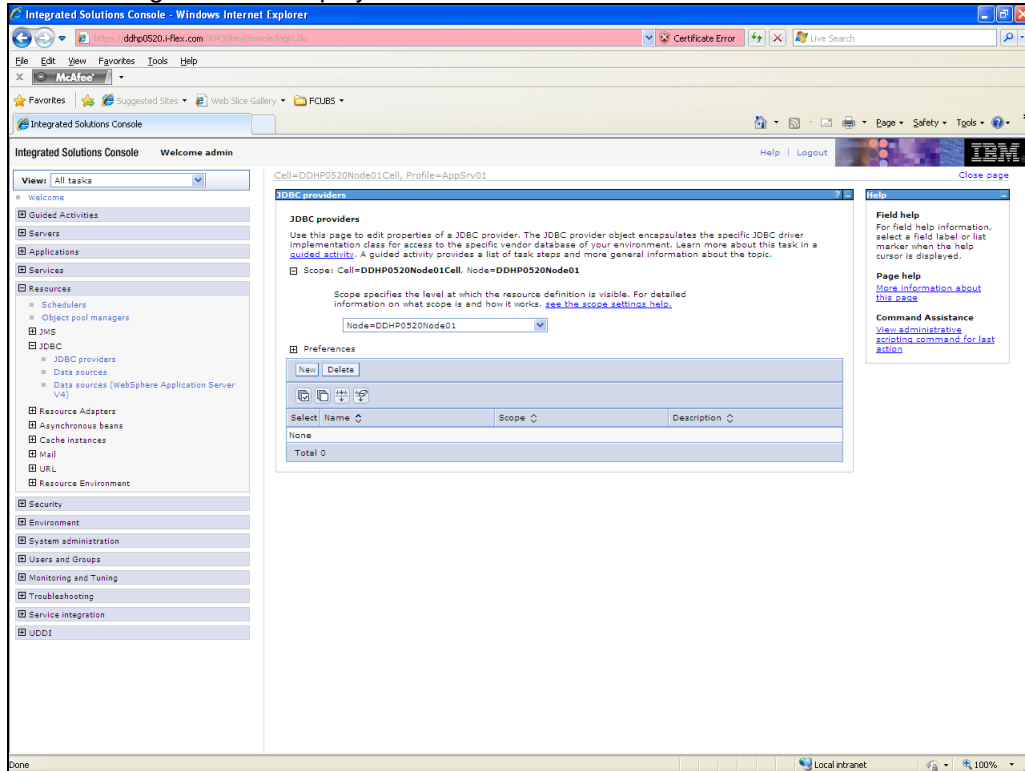 Integrated Solutions Console - Windows Internet Explorer
https://ddhp0520.i-flex.com:9043/ibm/console/login.do
Certificate Error
Live Search
File Edit View Favorites Tools Help
McAfee
Favorites Suggested Sites Web Slice Gallery FCUBS
Integrated Solutions Console
Page Safety Tools
Integrated Solutions Console Welcome admin
Help | Logout
IBM.
View: All tasks
Cell=DDHP0520Node01Cell, Profile=AppSrv01
Close page
Welcome
Guided Activities
Servers
Applications
Services
Resources
Schedulers
Object pool managers
JMS
JDBC
JDBC providers
Data sources
Data sources (WebSphere Application Server
V4)
Resource Adapters
Asynchronous beans
Cache instances
Mail
URL
Resource Environment
Security
Environment
System administration
Users and Groups
Monitoring and Tuning
Troubleshooting
Service integration
UDDI
JDBC providers
JDBC providers
Use this page to edit properties of a JDBC provider. The JDBC provider object encapsulates the specific JDBC driver
implementation class for access to the specific vendor database of your environment. Learn more about this task in a
guided activity. A guided activity provides a list of task steps and more general information about the topic.
Scope: Cell=DDHP0520Node01Cell, Node=DDHP0520Node01
Scope specifies the level at which the resource definition is visible. For detailed
information on what scope is and how it works, see the scope settings help.
Node=DDHP0520Node01
Preferences
New Delete
Select Name Scope Description
None
Total 0
Help
Field help
For field help information,
select a field label or list
marker when the help
cursor is displayed.
Page help
More information about
this page
Command Assistance
View administrative
scripting command for last
action
Done
Local intranet
100%